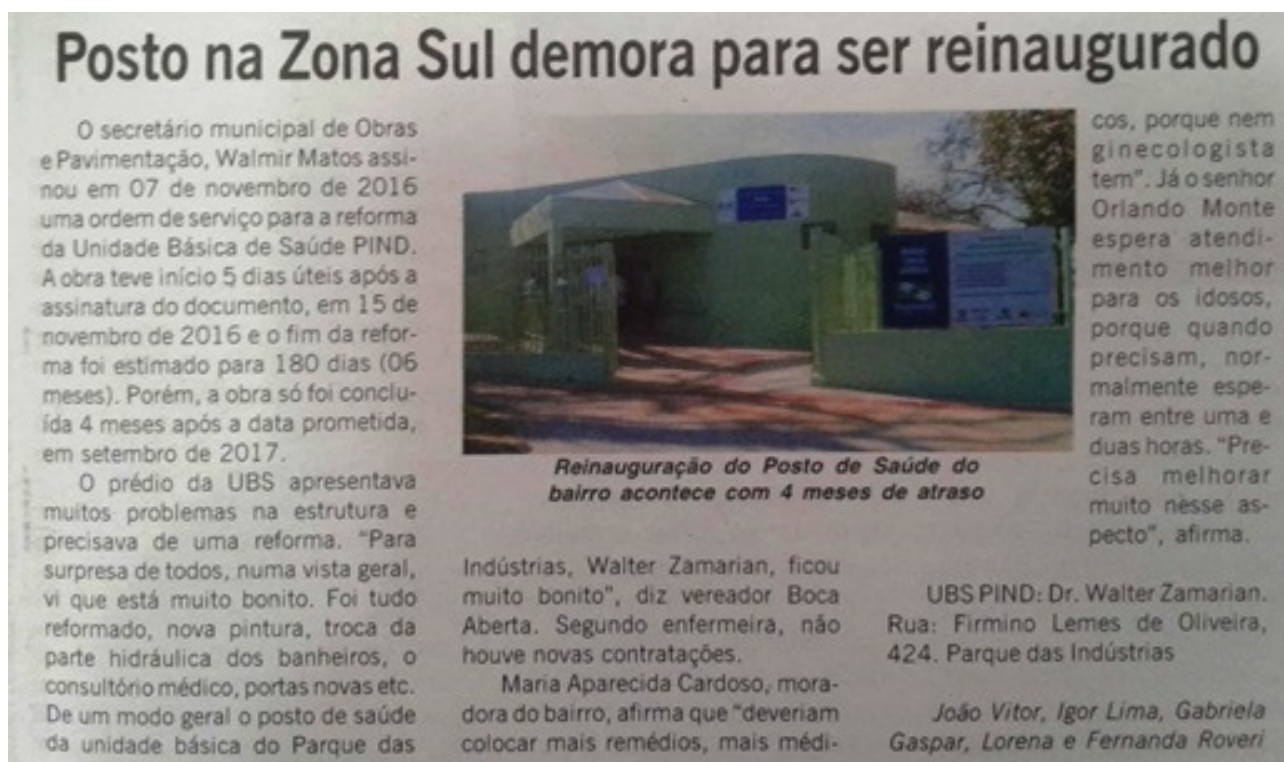 Posto na Zona Sul demora para ser reinaugurado
O secretário municipal de Obras
e Pavimentação, Walmir Matos assi-
nou em 07 de novembro de 2016
uma ordem de serviço para a reforma
da Unidade Básica de Saúde PIND.
A obra teve início 5 dias úteis após a
assinatura do documento, em 15 de
novembro de 2016 e o fim da refor-
ma foi estimado para 180 dias (06
meses). Porém, a obra só foi conclu-
ída 4 meses após a data prometida,
em setembro de 2017.
O prédio da UBS apresentava
muitos problemas na estrutura e
precisava de uma reforma. "Para
surpresa de todos, numa vista geral,
vi que está muito bonito. Foi tudo
reformado, nova pintura, troca da
parte hidráulica dos banheiros, o
consultório médico, portas novas etc.
De um modo geral o posto de saúde
da unidade básica do Parque das
Reinauguração do Posto de Saúde do
bairro acontece com 4 meses de atraso
Indústrias, Walter Zamarian, ficou
muito bonito", diz vereador Boca
Aberta. Segundo enfermeira, não
houve novas contratações.
Maria Aparecida Cardoso, mora-
dora do bairro, afirma que "deveriam
colocar mais remédios, mais médi-
cos, porque nem
ginecologista
tem". Já o senhor
Orlando Monte
espera atendi-
mento melhor
para os idosos,
porque quando
precisam, nor-
malmente espe-
ram entre uma e
duas horas. "Pre-
cisa melhorar
muito nesse as-
pecto", afirma.
UBS PIND: Dr. Walter Zamarian.
Rua: Firmino Lemes de Oliveira,
424. Parque das Indústrias
João Vitor, Igor Lima, Gabriela
Gaspar, Lorena e Fernanda Roveri